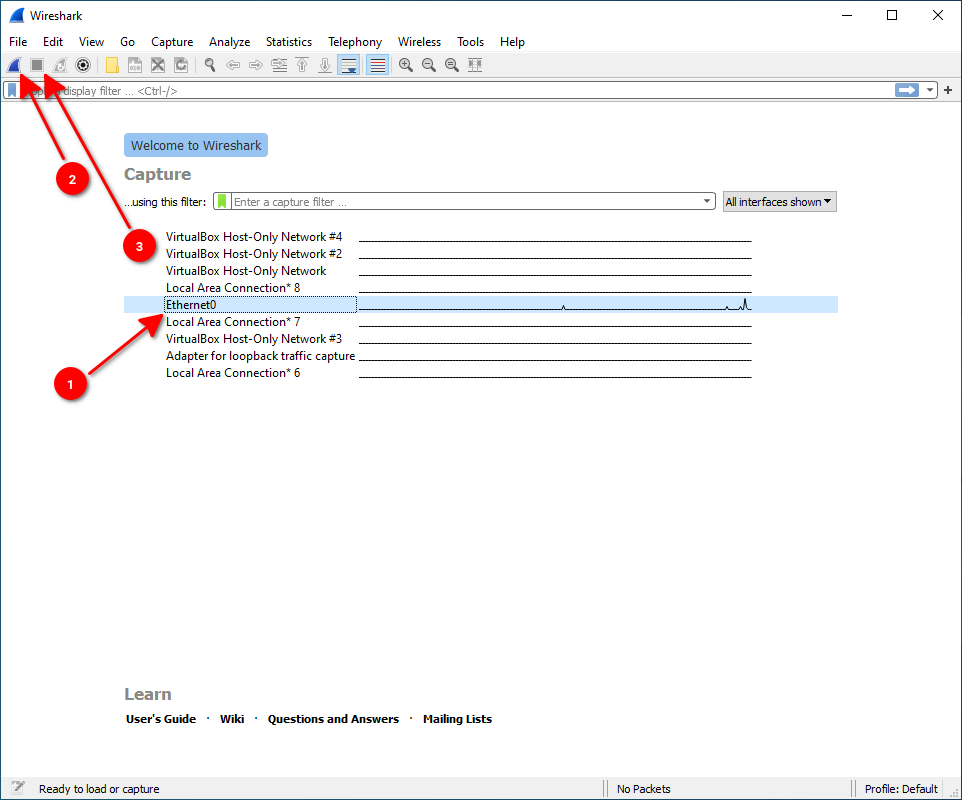 Wireshark
File Edit View Go Capture Analyze Statistics Telephony Wireless Tools Help
display filter ... <Ctrl-/>
Welcome to Wireshark
Capture
...using this filter: Enter a capture filter ... All interfaces shown
VirtualBox Host-Only Network #4
VirtualBox Host-Only Network #2
VirtualBox Host-Only Network
Local Area Connection* 8
Ethernet0
Local Area Connection* 7
VirtualBox Host-Only Network #3
Adapter for loopback traffic capture
Local Area Connection* 6
2
3
1
Learn
User's Guide · Wiki · Questions and Answers · Mailing Lists
Ready to load or capture No Packets Profile: Default